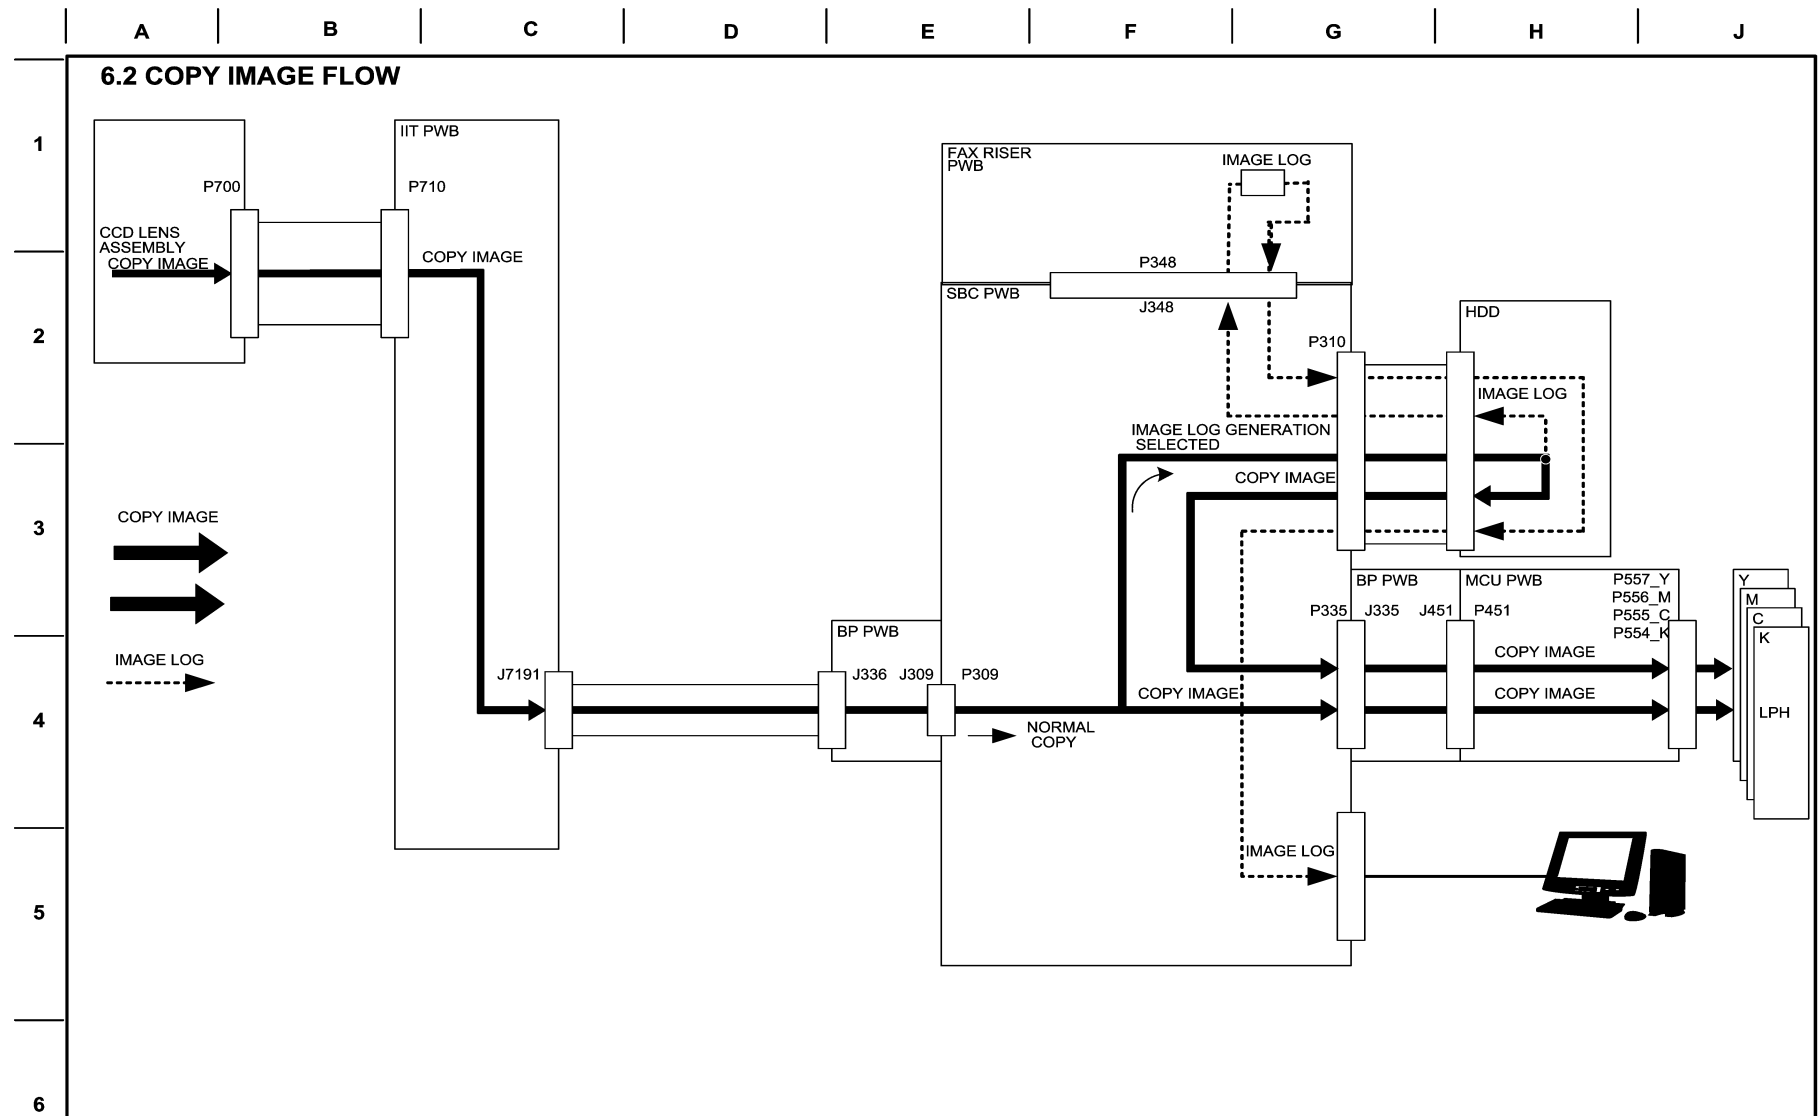 A B C D E F G H J
6.2 COPY IMAGE FLOW
1
2
3
4
5
6
P700
CCD LENS
ASSEMBLY
COPY IMAGE
IIT PWB
P710
COPY IMAGE
J7191
COPY IMAGE
IMAGE LOG
BP PWB
J336 J309 P309
NORMAL
COPY
FAX RISER
PWB
IMAGE LOG
P348
SBC PWB
J348
P310
HDD
IMAGE LOG
IMAGE LOG GENERATION
SELECTED
COPY IMAGE
BP PWB
MCU PWB
P557_Y
P556_M
P555_C
P554_K
P335 J335 J451 P451
COPY IMAGE
COPY IMAGE
COPY IMAGE
Y
M
C
K
LPH
IMAGE LOG